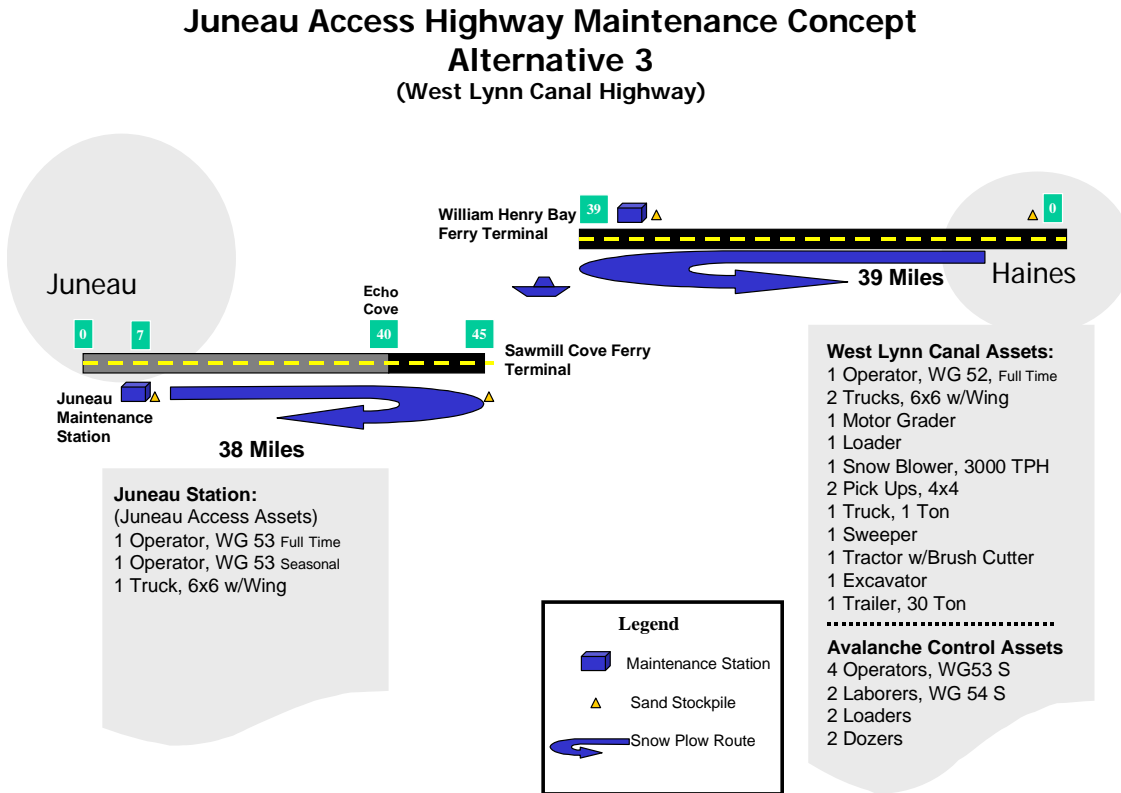 Juneau Access Highway Maintenance Concept
Alternative 3
(West Lynn Canal Highway)
39
0
William Henry Bay
Ferry Terminal
39 Miles
Haines
Juneau
Echo
Cove
0
7
40
45
Sawmill Cove Ferry
Terminal
Juneau
Maintenance
Station
38 Miles
Juneau Station:
(Juneau Access Assets)
1 Operator, WG 53 Full Time
1 Operator, WG 53 Seasonal
1 Truck, 6x6 w/Wing
West Lynn Canal Assets:
1 Operator, WG 52, Full Time
2 Trucks, 6x6 w/Wing
1 Motor Grader
1 Loader
1 Snow Blower, 3000 TPH
2 Pick Ups, 4x4
1 Truck, 1 Ton
1 Sweeper
1 Tractor w/Brush Cutter
1 Excavator
1 Trailer, 30 Ton
Avalanche Control Assets
4 Operators, WG53 S
2 Laborers, WG 54 S
2 Loaders
2 Dozers
Legend
Maintenance Station
Sand Stockpile
Snow Plow Route